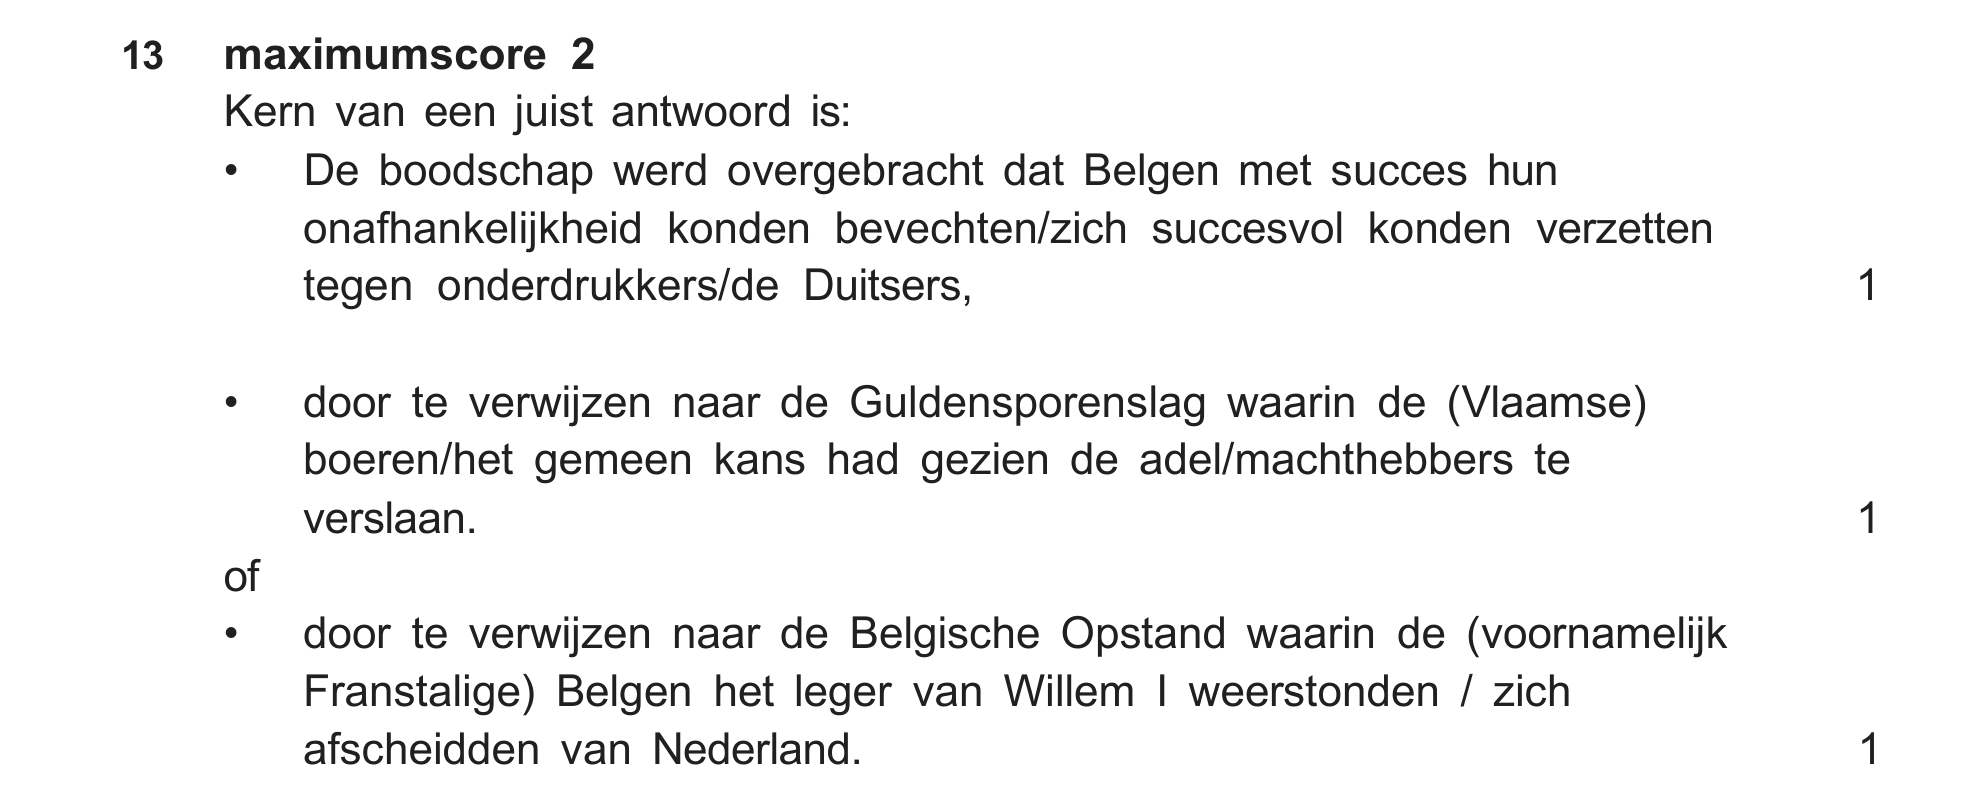 13 maximumscore 2
Kern van een juist antwoord is:
• De boodschap werd overgebracht dat Belgen met succes hun
onafhankelijkheid konden bevechten/zich succesvol konden verzetten
tegen onderdrukkers/de Duitsers, 1
• door te verwijzen naar de Guldensporenslag waarin de (Vlaamse)
boeren/het gemeen kans had gezien de adel/machthebbers te
verslaan. 1
of
• door te verwijzen naar de Belgische Opstand waarin de (voornamelijk
Franstalige) Belgen het leger van Willem I weerstonden / zich
afscheidden van Nederland. 1